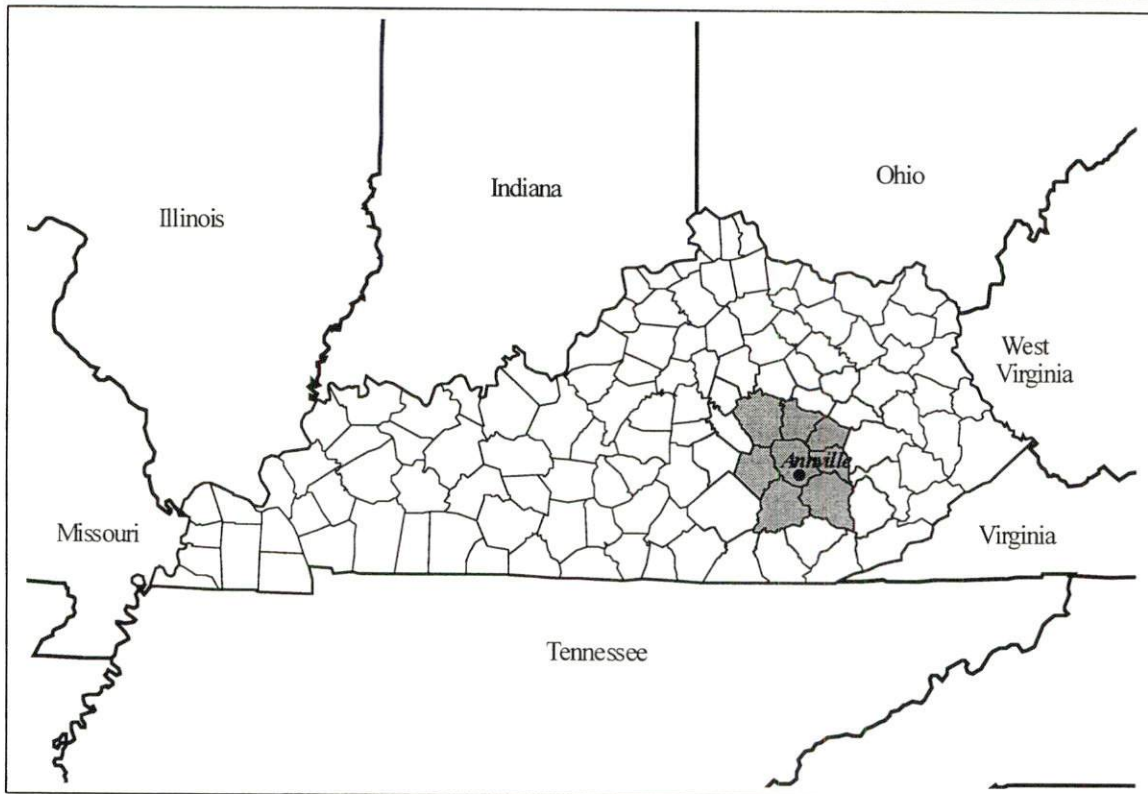 Ohio
Indiana
Illinois
West
Virginia
Annville
Missouri
Virginia
Tennessee